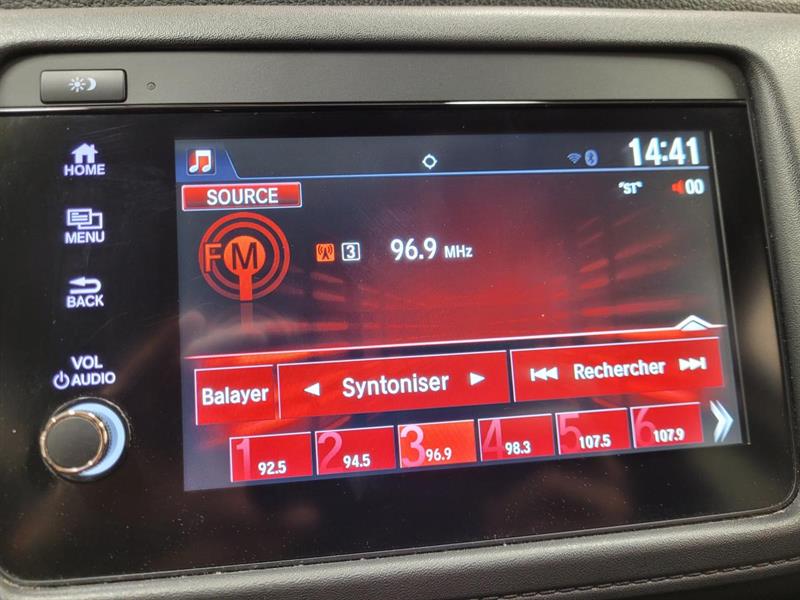 HOME
MENU
BACK
VOL
AUDIO
14:41
SOURCE
"ST"
00
FM
3
96.9 MHz
Balayer
Syntoniser
Rechercher
1 92.5
2 94.5
3 96.9
4 98.3
5 107.5
6 107.9